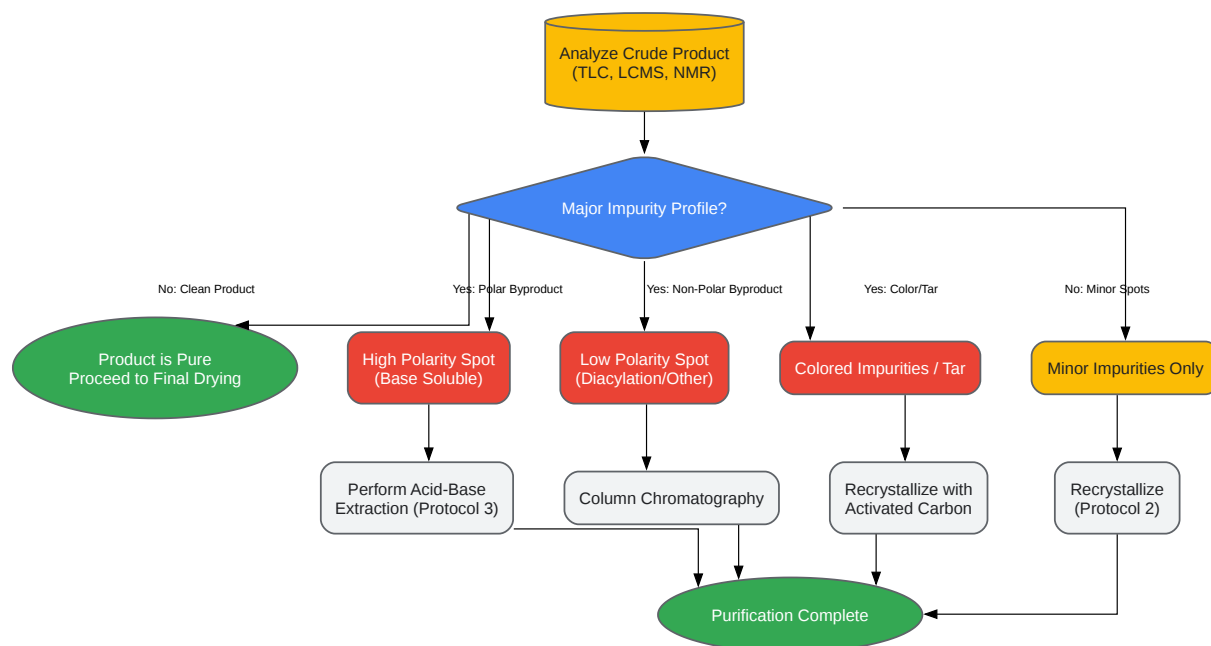 Analyze Crude Product
(TLC, LCMS, NMR)
Major Impurity Profile?
No: Clean Product
Yes: Polar Byproduct
Yes: Non-Polar Byproduct
Yes: Color/Tar
No: Minor Spots
Product is Pure
Proceed to Final Drying
High Polarity Spot
(Base Soluble)
Low Polarity Spot
(Diacylation/Other)
Colored Impurities / Tar
Minor Impurities Only
Perform Acid-Base
Extraction (Protocol 3)
Column Chromatography
Recrystallize with
Activated Carbon
Recrystallize
(Protocol 2)
Purification Complete